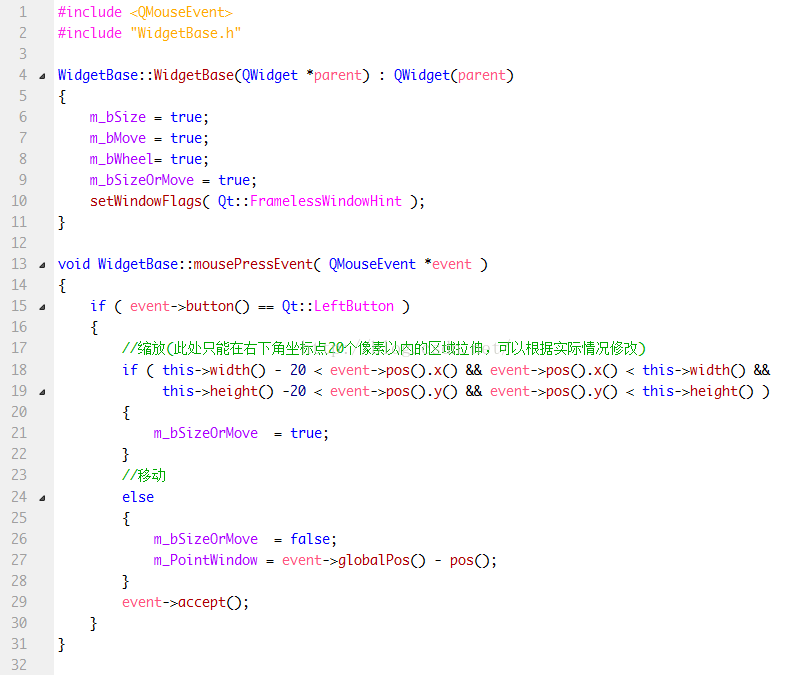 1 #include <QMouseEvent>
2 #include "WidgetBase.h"
3
4 WidgetBase::WidgetBase(QWidget *parent) : QWidget(parent)
5 {
6     m_bSize = true;
7     m_bMove = true;
8     m_bWheel= true;
9     m_bSizeOrMove = true;
10     setWindowFlags( Qt::FramelessWindowHint );
11 }
12
13 void WidgetBase::mousePressEvent( QMouseEvent *event )
14 {
15     if ( event->button() == Qt::LeftButton )
16     {
17         //缩放(此处只能在右下角坐标点20个像素以内的区域拉伸，可以根据实际情况修改)
18         if ( this->width() - 20 < event->pos().x() && event->pos().x() < this->width() &&
19              this->height() -20 < event->pos().y() && event->pos().y() < this->height() )
20         {
21             m_bSizeOrMove  = true;
22         }
23         //移动
24         else
25         {
26             m_bSizeOrMove  = false;
27             m_PointWindow = event->globalPos() - pos();
28         }
29         event->accept();
30     }
31 }
32